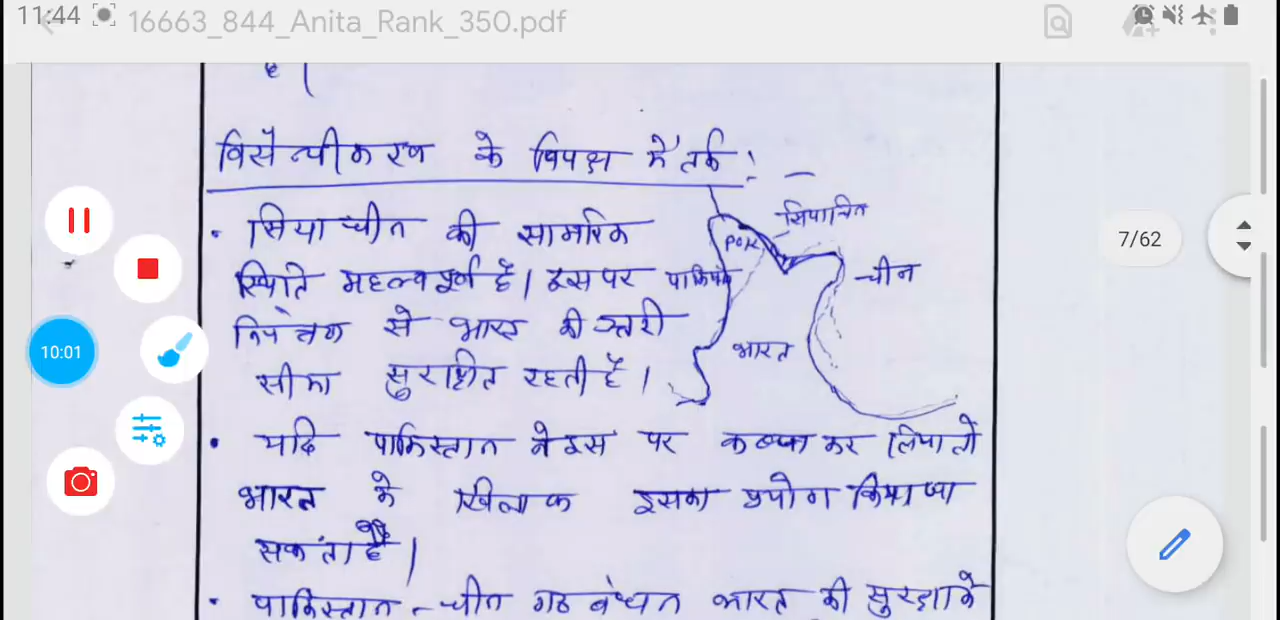 11:44
16663_844_Anita_Rank_350.pdf
विसैन्यीकरण के विपक्ष में तर्क : -
• सियाचीन की सामरिक
स्थिति महत्वपूर्ण है। इस पर
नियंत्रण से भारत की उत्तरी
सीमा सुरक्षित रहती है।
सियाचिन
POK
चीन
भारत
7/62
10:01
• यदि पाकिस्तान ने इस पर कब्जा कर लिया तो
भारत के खिलाफ इसका प्रयोग किया जा
सकता है।
• पाकिस्तान - चीन गठबंधन भारत की सुरक्षा के